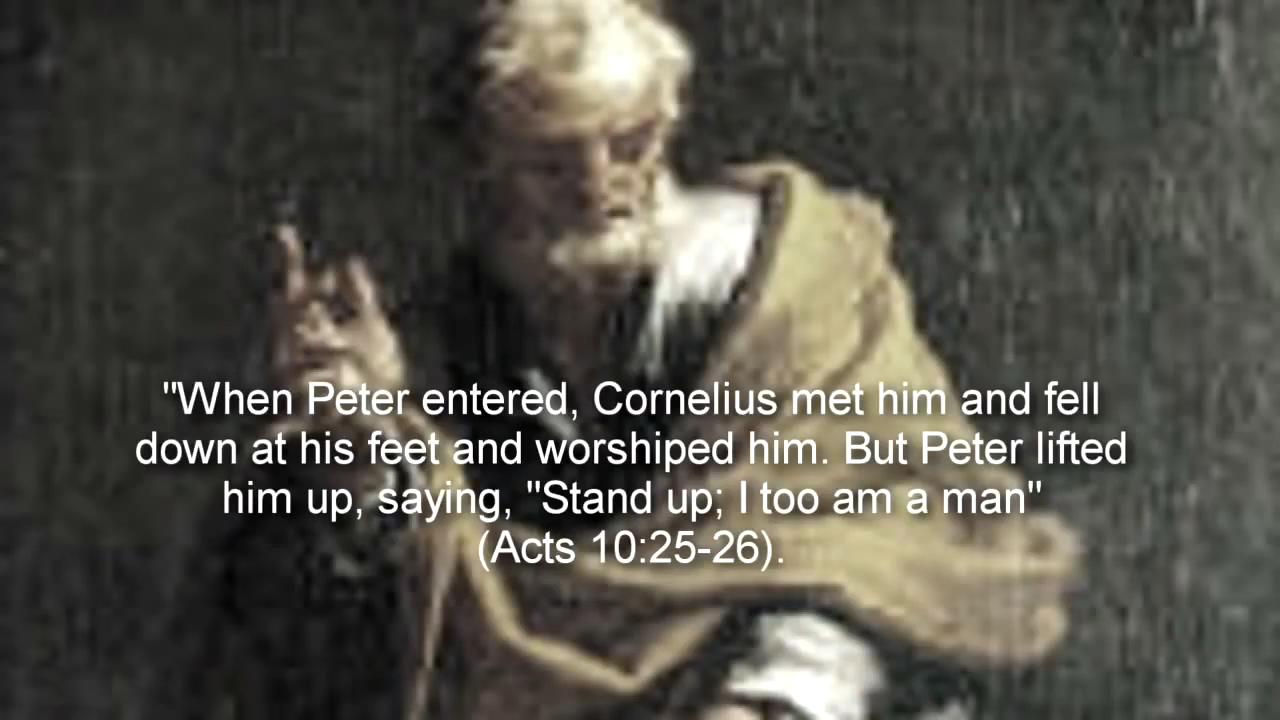 "When Peter entered, Cornelius met him and fell
down at his feet and worshiped him. But Peter lifted
him up, saying, "Stand up; I too am a man"
(Acts 10:25-26).